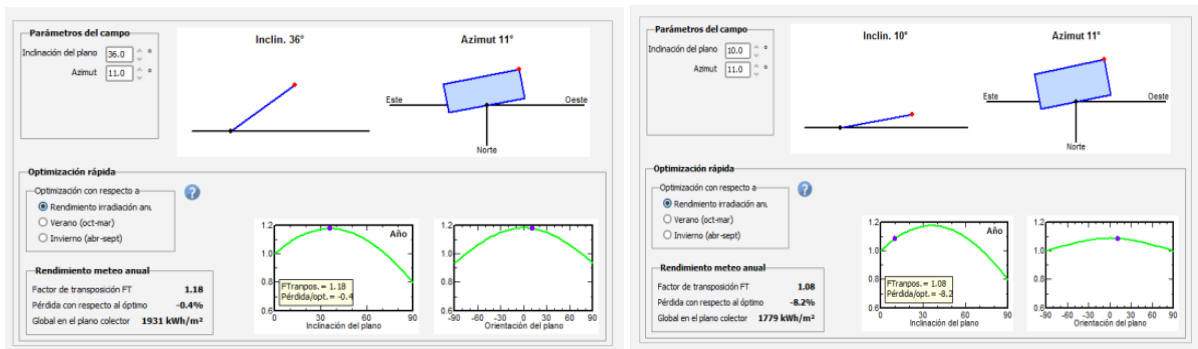 Parámetros del campo
Inclinación del plano 36.0 º
Azimut 11.0 º
Inclin. 36°
Azimut 11°
Este
Oeste
Norte
Optimización rápida
Optimización con respecto a
Rendimiento irradiación anu
Verano (oct-mar)
Invierno (abr-sept)
?
Rendimiento meteo anual
Factor de transposición FT 1.18
Pérdida con respecto al óptimo -0.4%
Global en el plano colector 1931 kWh/m²
1.2
1.0
0.8
0.6
Año
FTranpos. = 1.18
Pérdida/opt. = -0.4
0 30 60 90
Inclinación del plano
1.2
1.0
0.8
0.6
-90 -60 -30 0 30 60 90
Orientación del plano
Parámetros del campo
Inclinación del plano 10.0 º
Azimut 11.0 º
Inclin. 10°
Azimut 11°
Este
Oeste
Norte
Optimización rápida
Optimización con respecto a
Rendimiento irradiación anu
Verano (oct-mar)
Invierno (abr-sept)
?
Rendimiento meteo anual
Factor de transposición FT 1.08
Pérdida con respecto al óptimo -8.2%
Global en el plano colector 1779 kWh/m²
1.2
1.0
0.8
0.6
Año
FTranpos. = 1.08
Pérdida/opt. = -8.2
0 30 60 90
Inclinación del plano
1.2
1.0
0.8
0.6
-90 -60 -30 0 30 60 90
Orientación del plano